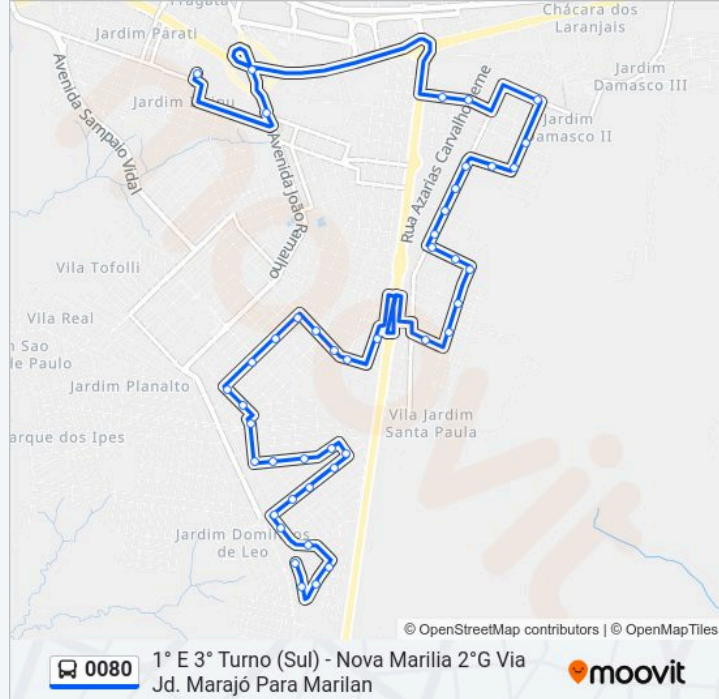 Fragata
Jardim Parati
Chácara dos
Laranjais
Jardim
Damasco III
Jardim
Damasco II
Avenida Sampaio Vidal
Avenida João Ramalho
Rua Azarias Carvalho Leme
Vila Tofolli
Vila Real
Sao
de Paulo
Jardim Planalto
arque dos Ipes
Vila Jardim
Santa Paula
Jardim Domingos
de Leo
moovit
© OpenStreetMap contributors | © OpenMapTiles
0080
1° E 3° Turno (Sul) - Nova Marilia 2°G Via
Jd. Marajó Para Marilan
moovit